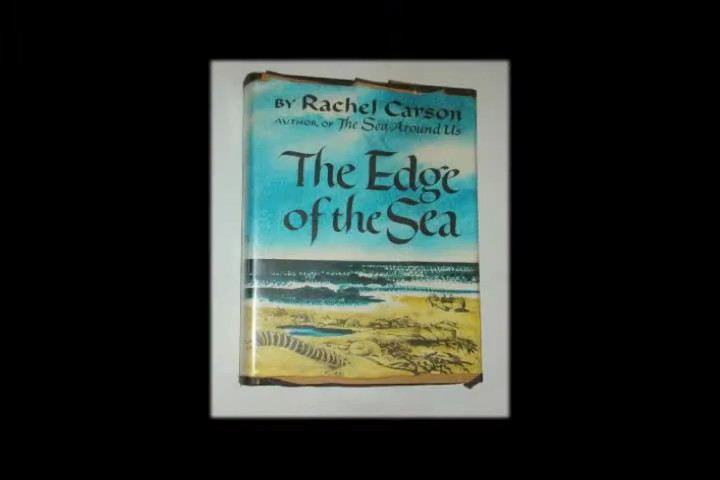 BY Rachel Carson
AUTHOR OF The Sea Around Us
The Edge
of the Sea